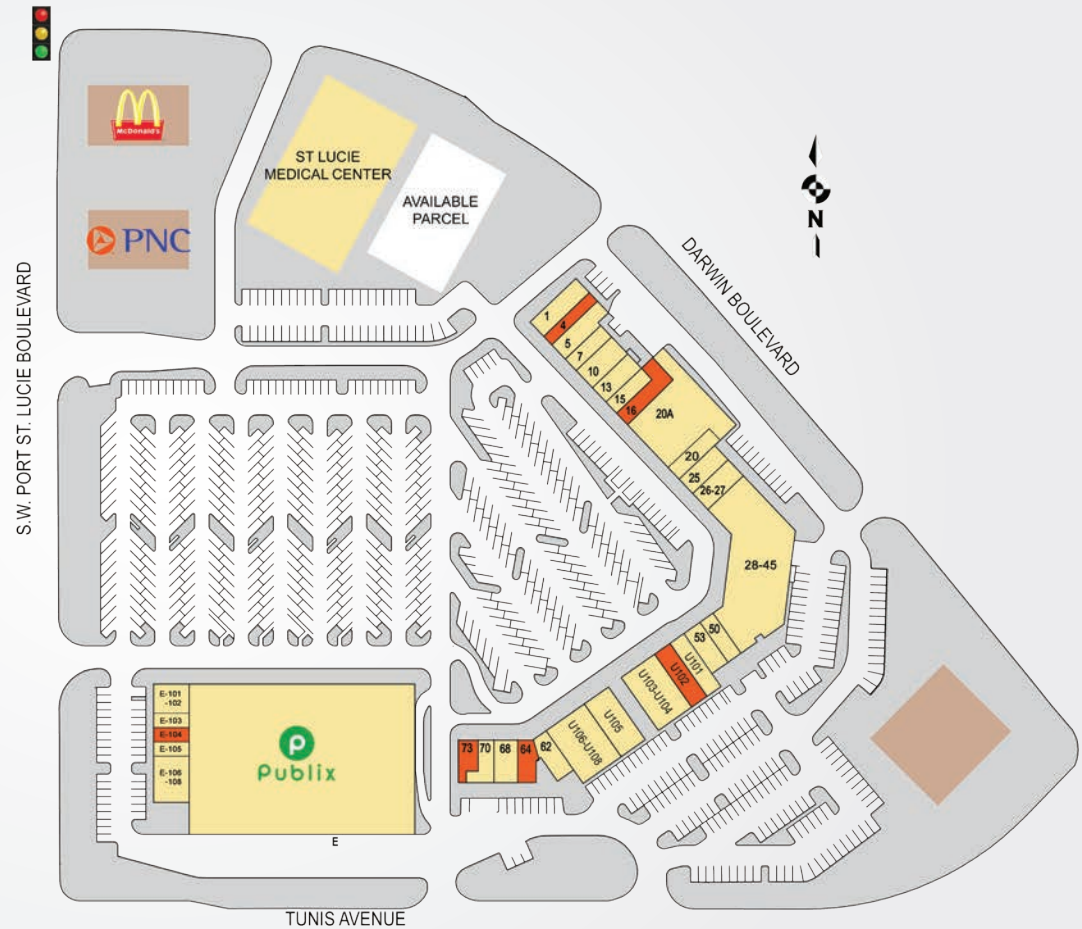 McDonald's
PNC
ST LUCIE
MEDICAL CENTER
AVAILABLE
PARCEL
N
DARWIN BOULEVARD
S.W. PORT ST. LUCIE BOULEVARD
1
4
5
7
10
13
15
16
20A
20
25
26-27
28-45
50
53
U101
U102
U103-U104
U105
U106-U108
62
64
68
70
73
E-101
-102
E-103
E-104
E-105
E-106
-108
P
Publix
E
TUNIS AVENUE